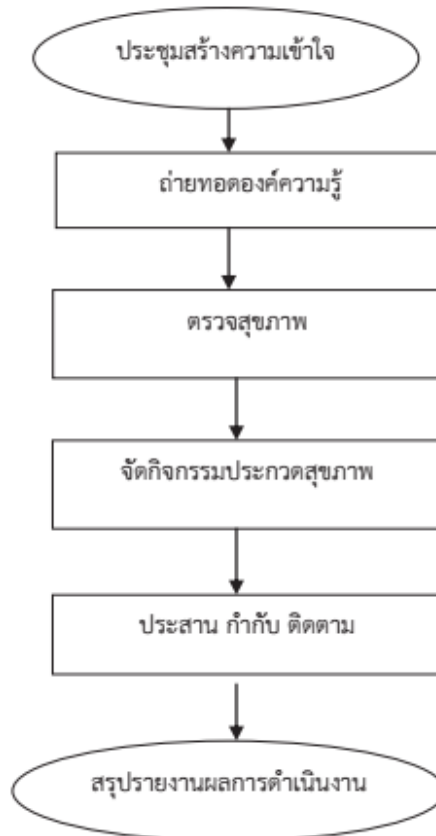 ประชุมสร้างความเข้าใจ
ถ่ายทอดองค์ความรู้
ตรวจสุขภาพ
จัดกิจกรรมประกวดสุขภาพ
ประสาน กำกับ ติดตาม
สรุปรายงานผลการดำเนินงาน